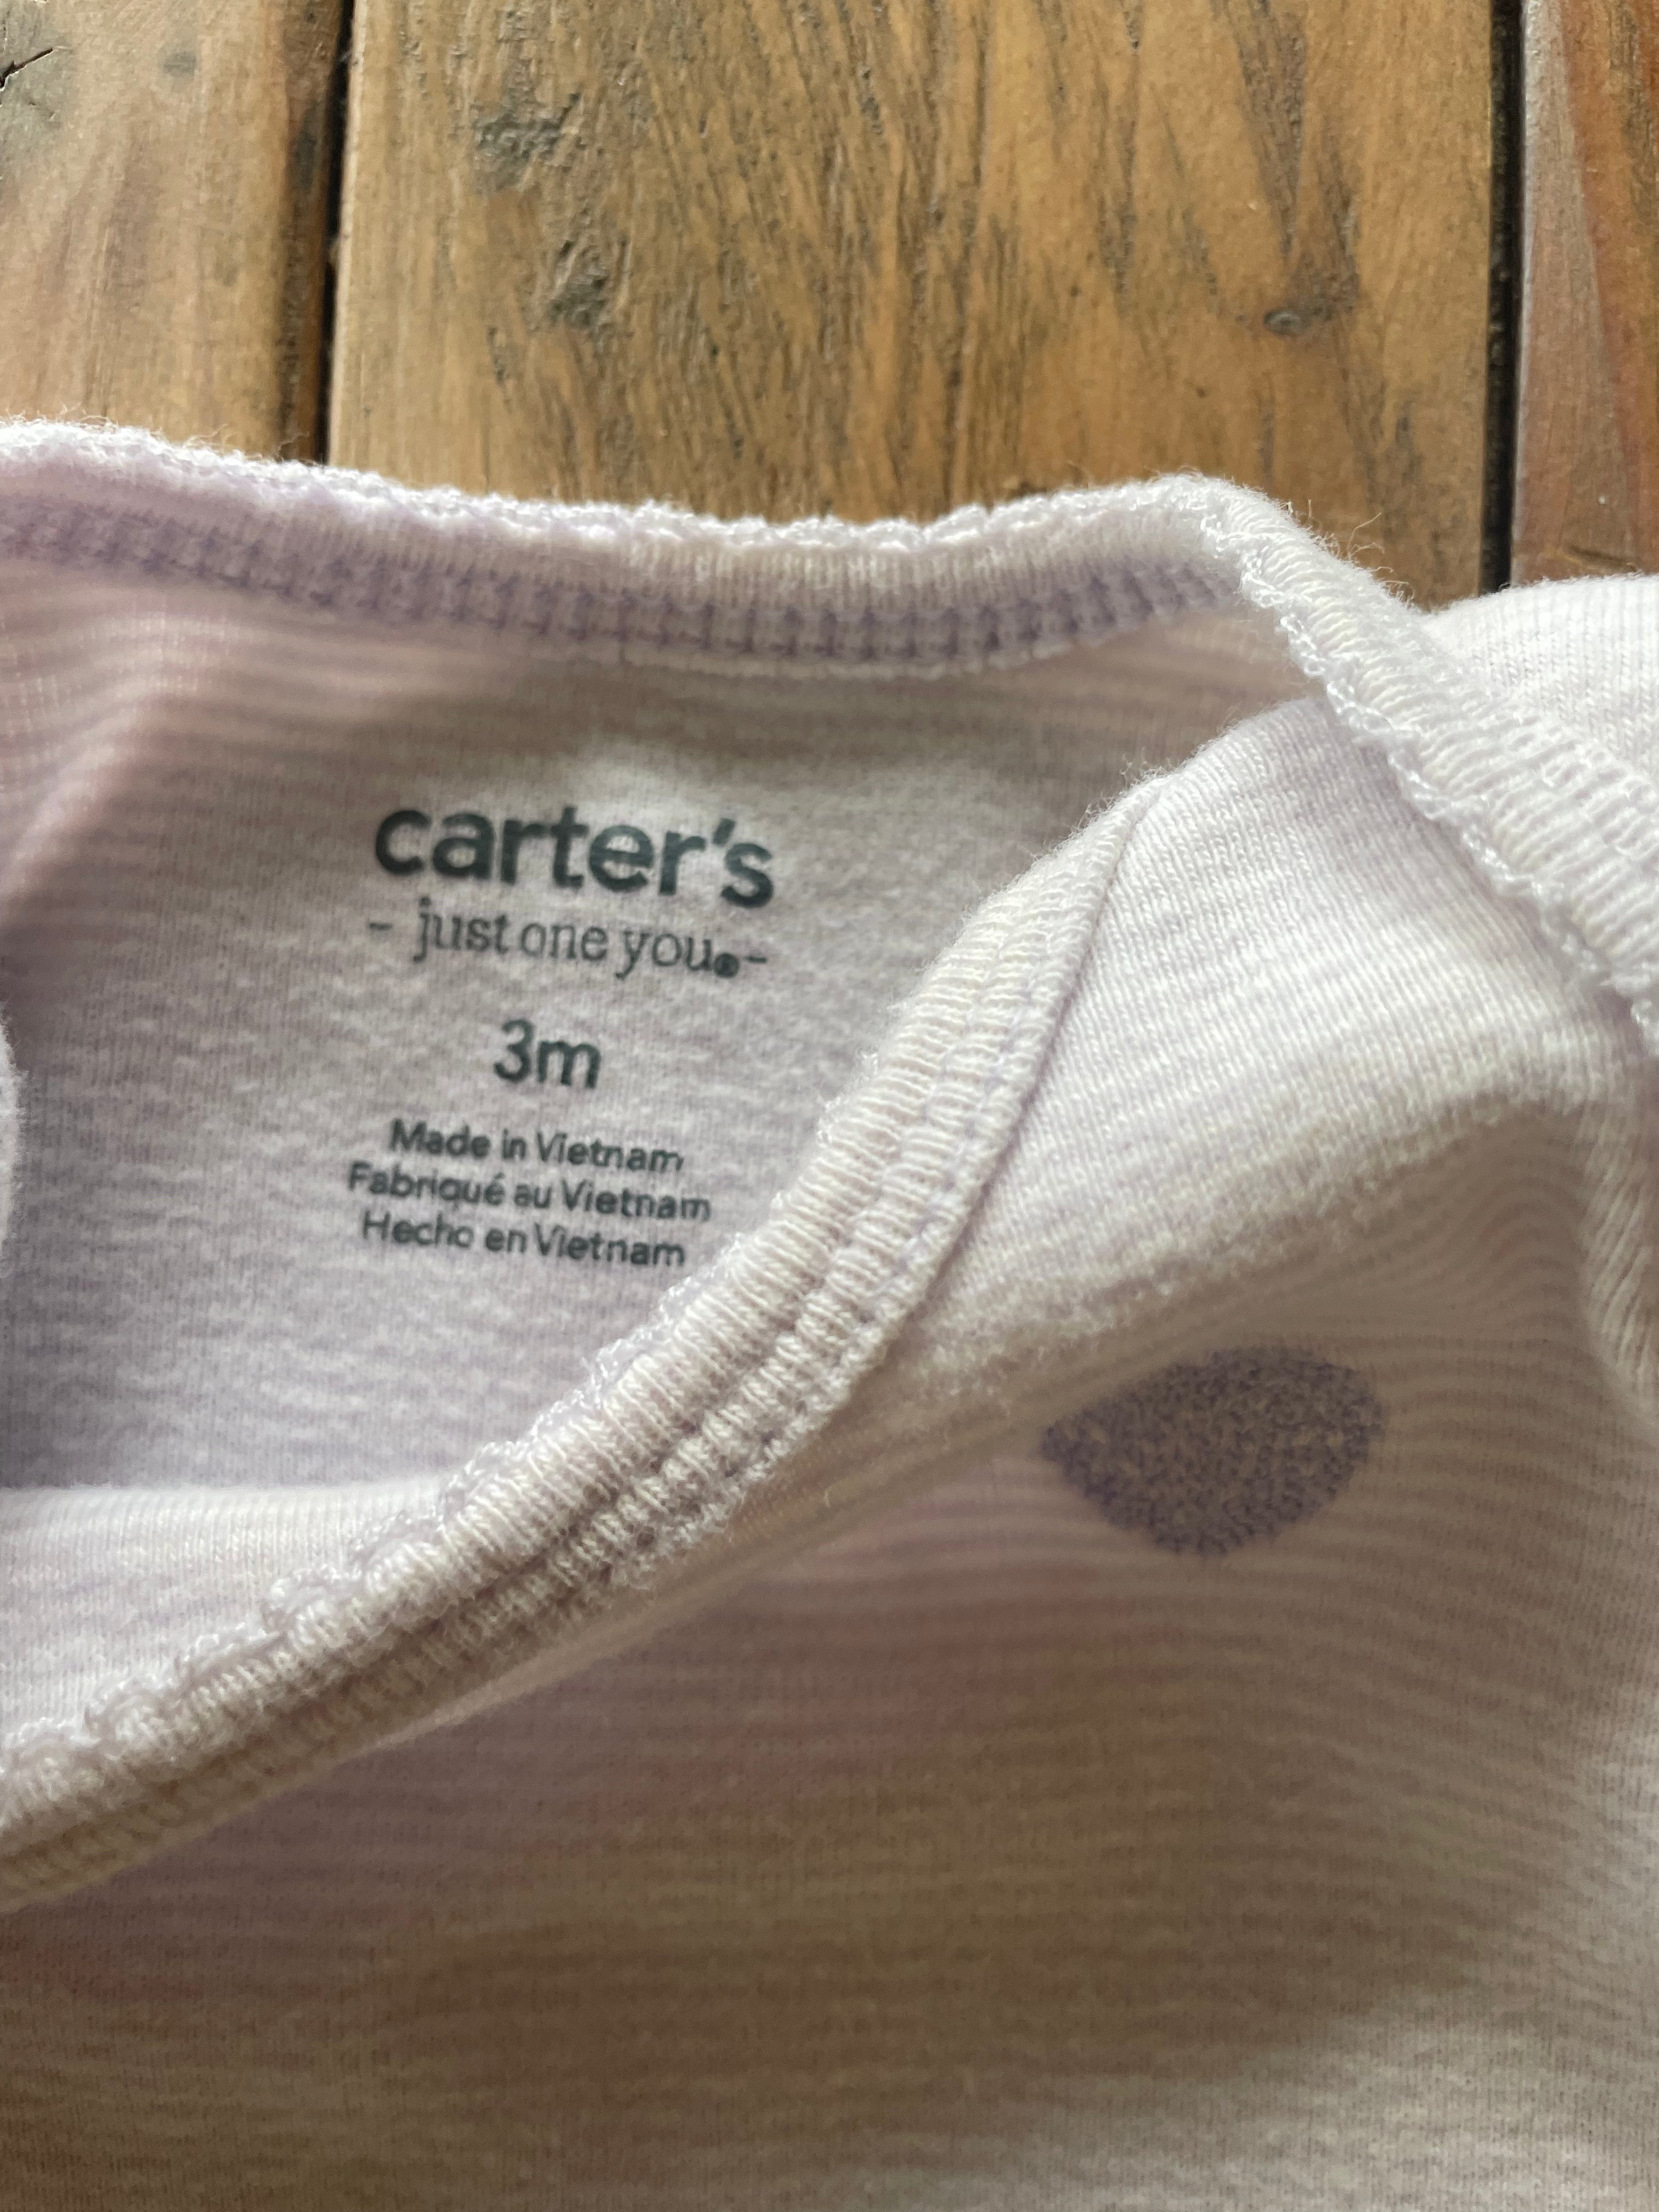 carter's
- just one you®-
3m
Made in Vietnam
Fabriqué au Vietnam
Hecho en Vietnam